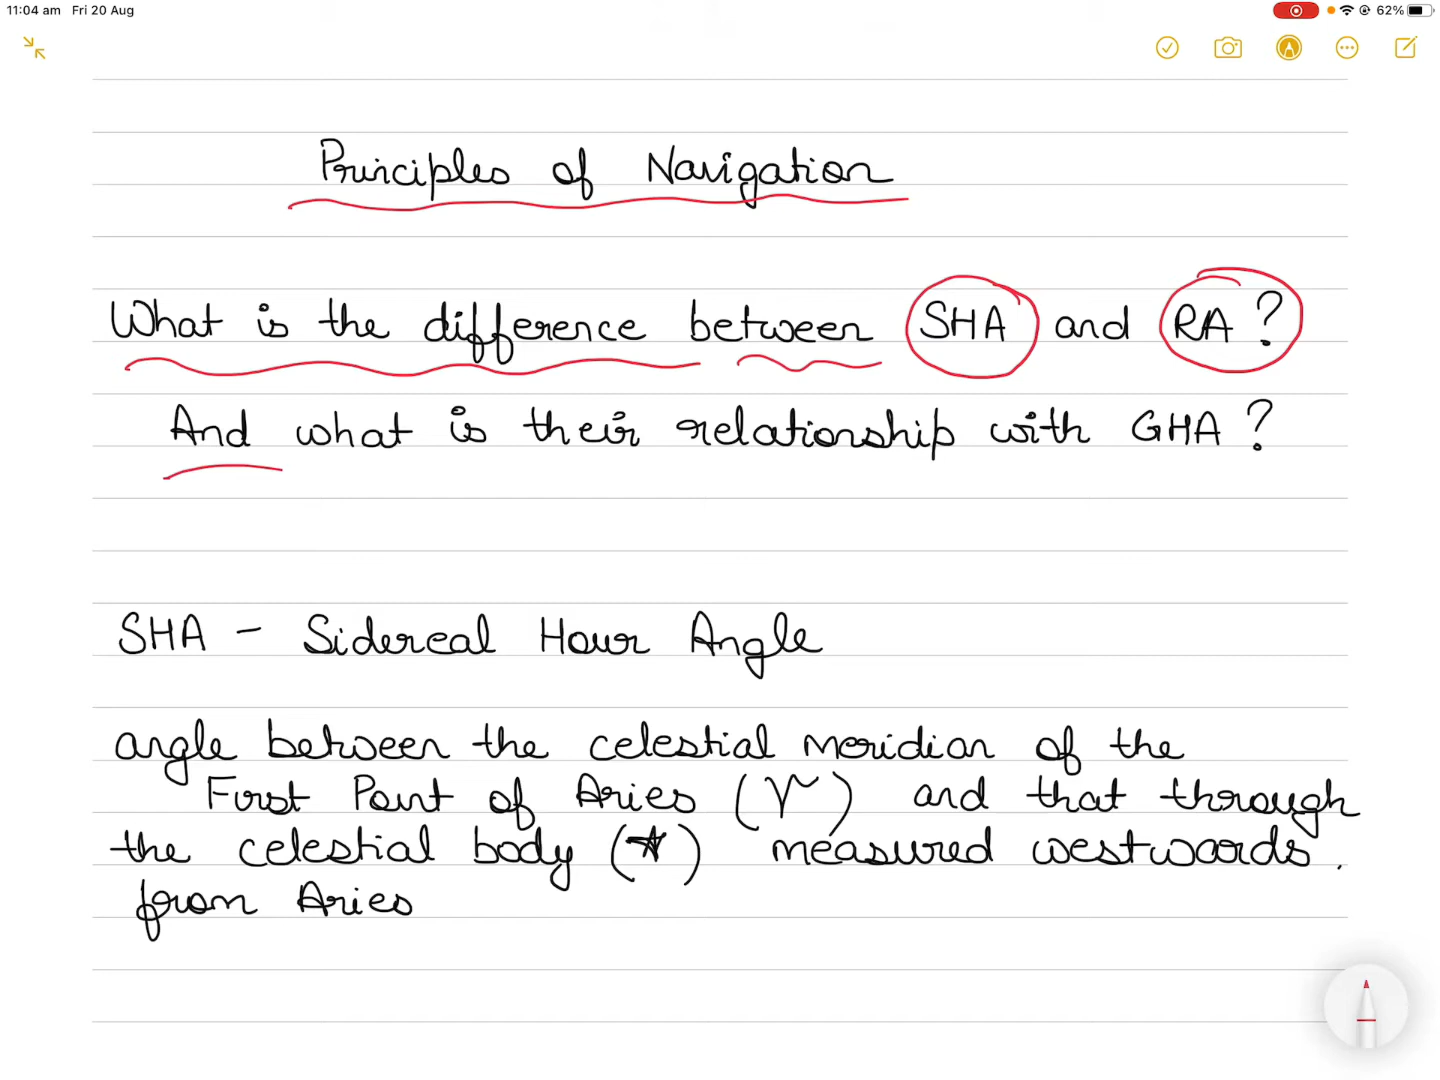 11:04 am Fri 20 Aug 62%
Principles of Navigation
What is the difference between SHA and RA?
And what is their relationship with GHA?
SHA - Sidereal Hour Angle
angle between the celestial meridian of the
First Point of Aries (♈) and that through
the celestial body (★) measured westwards.
from Aries